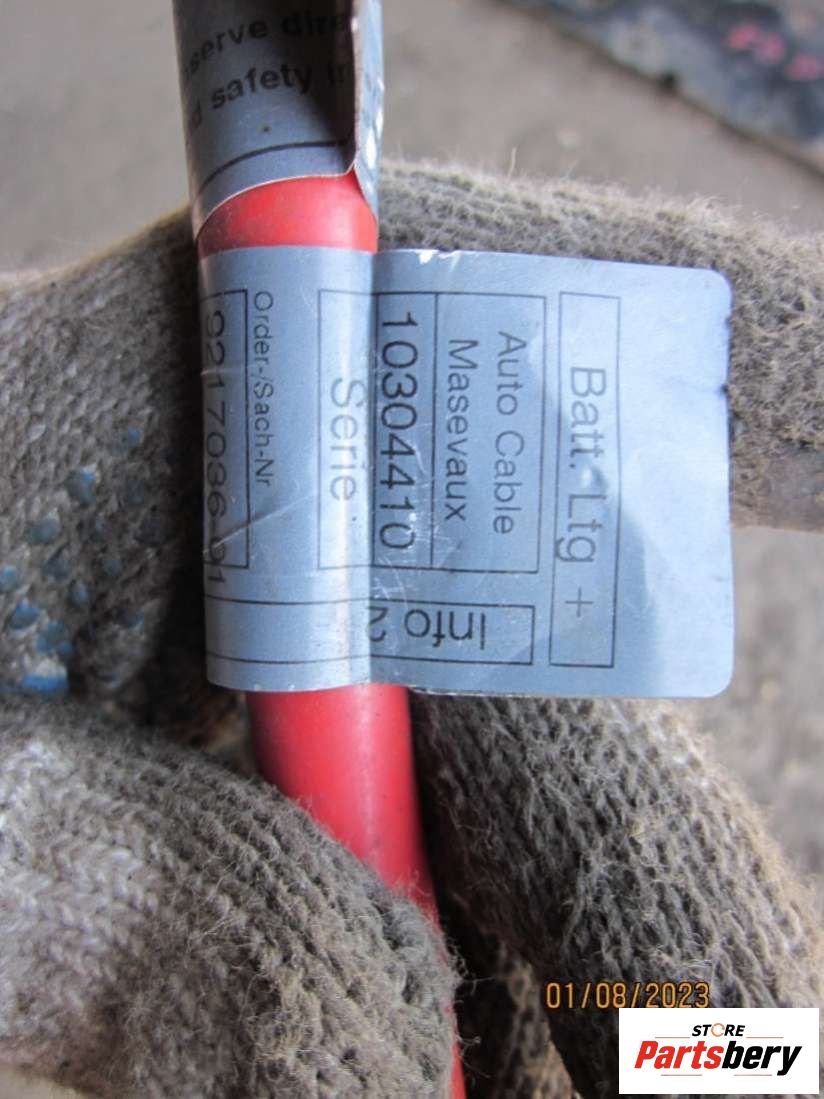 serve dire
safety in
Batt. Ltg +
Auto Cable
Masevaux
10304410
Serie
Order-/Sach-Nr
9217036-01
Info
2
01/08/2023
STORE
Partsbery